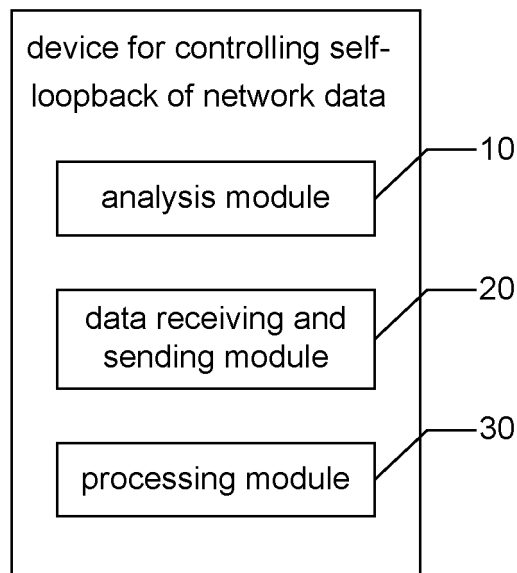 device for controlling self-
loopback of network data
analysis module
10
data receiving and
sending module
20
processing module
30